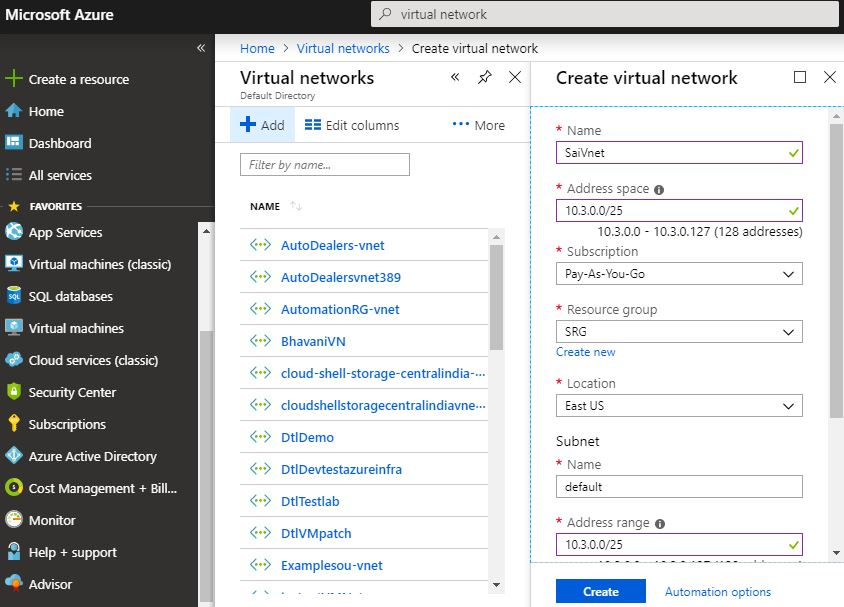 Microsoft Azure
virtual network
Home > Virtual networks > Create virtual network
Create a resource
Home
Dashboard
All services
FAVORITES
App Services
Virtual machines (classic)
SQL databases
Virtual machines
Cloud services (classic)
Security Center
Subscriptions
Azure Active Directory
Cost Management + Bill...
Monitor
Help + support
Advisor
Virtual networks
Default Directory
Add
Edit columns
More
Filter by name...
NAME
AutoDealers-vnet
AutoDealersvnet389
AutomationRG-vnet
BhavaniVN
cloud-shell-storage-centralindia-···
cloudshellstoragecentralindiavne···
DtlDemo
DtlDevtestazureinfra
DtlTestlab
DtlVMpatch
Examplesou-vnet
Create virtual network
* Name
SaiVnet
* Address space
10.3.0.0/25
10.3.0.0 - 10.3.0.127 (128 addresses)
* Subscription
Pay-As-You-Go
* Resource group
SRG
Create new
* Location
East US
Subnet
* Name
default
* Address range
10.3.0.0/25
Create
Automation options